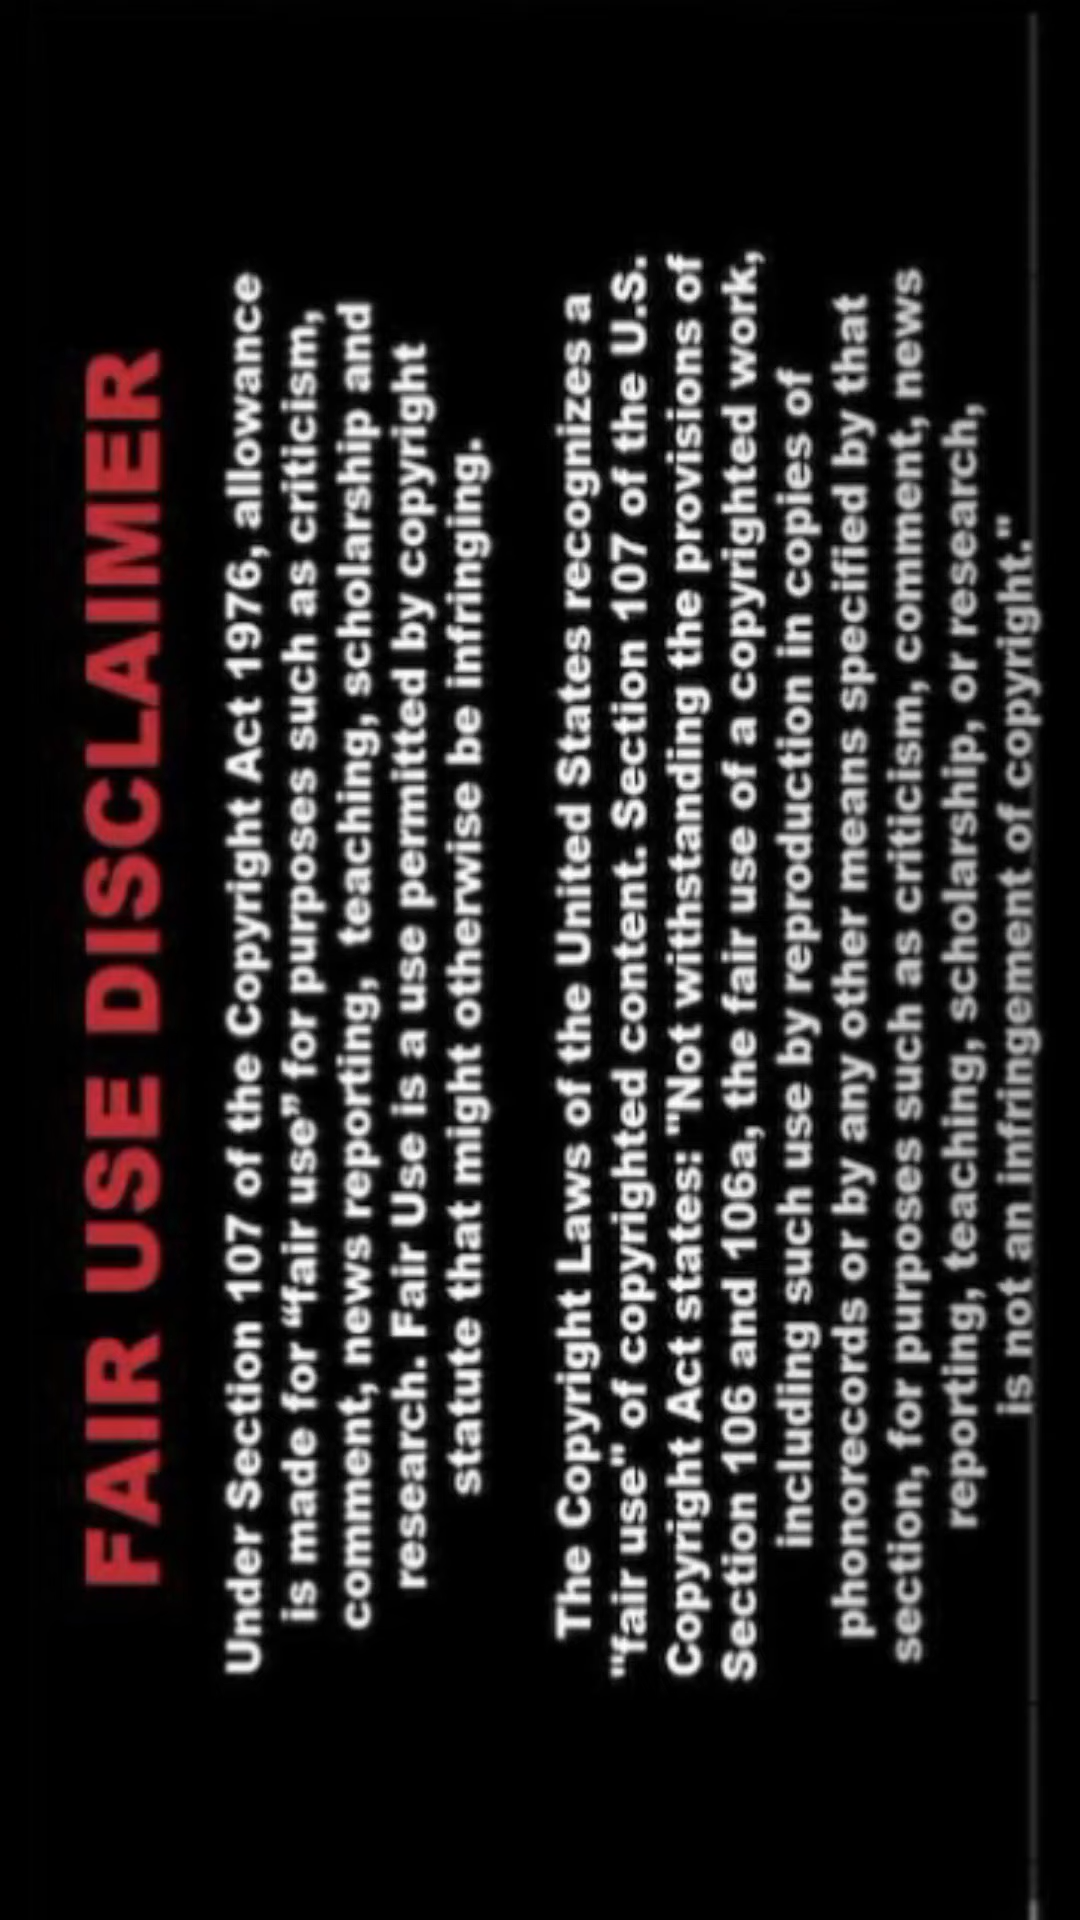 FAIR USE DISCLAIMER
Under Section 107 of the Copyright Act 1976, allowance
is made for “fair use” for purposes such as criticism,
comment, news reporting, teaching, scholarship and
research. Fair Use is a use permitted by copyright
statute that might otherwise be infringing.
The Copyright Laws of the United States recognizes a
"fair use" of copyrighted content. Section 107 of the U.S.
Copyright Act states: "Not withstanding the provisions of
Section 106 and 106a, the fair use of a copyrighted work,
including such use by reproduction in copies of
phonorecords or by any other means specified by that
section, for purposes such as criticism, comment, news
reporting, teaching, scholarship, or research,
is not an infringement of copyright."